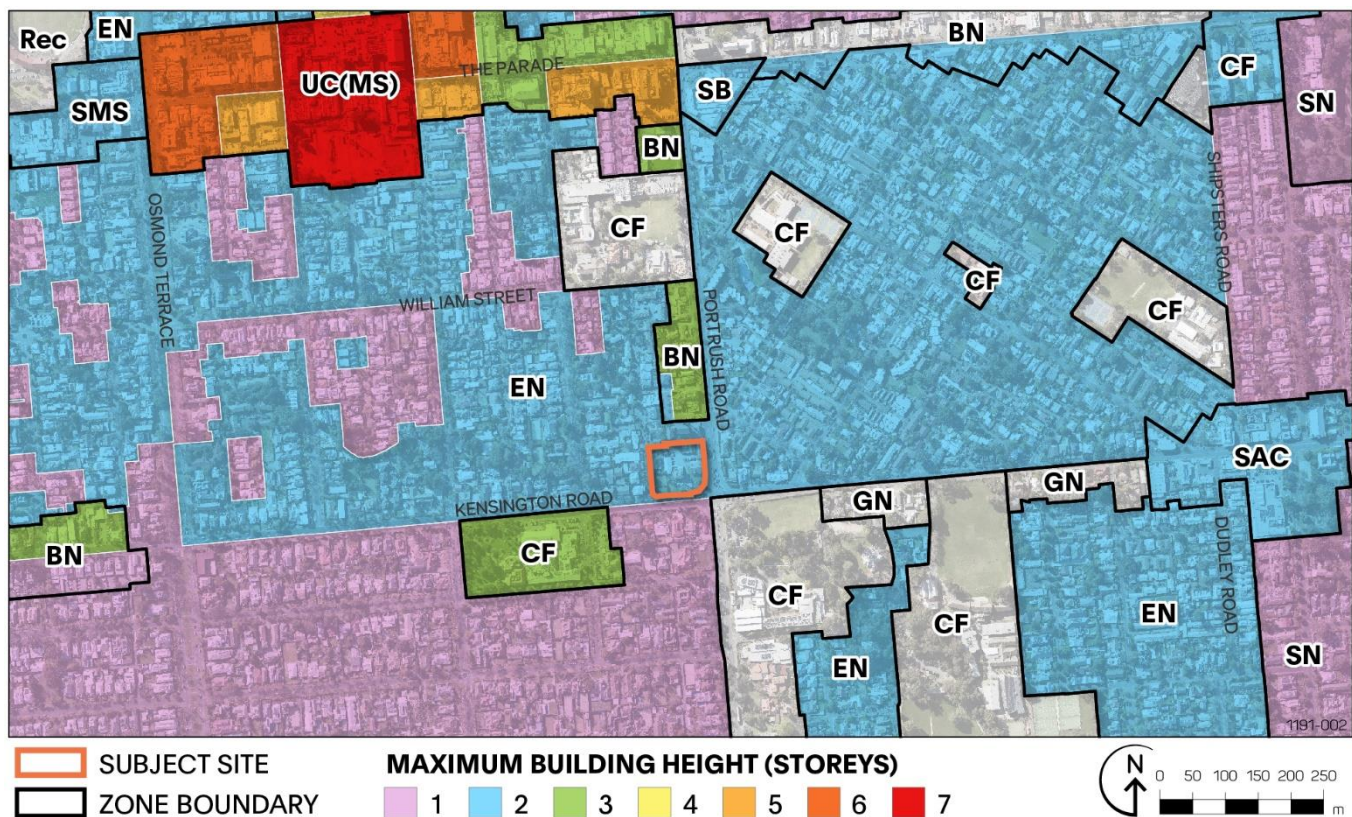 Rec
EN
UC(MS)
THE PARADE
BN
SMS
SB
CF
SN
BN
CF
CF
CF
CF
OSMOND TERRACE
SHIPSTERS ROAD
WILLIAM STREET
PORTRUSH ROAD
BN
EN
SAC
KENSINGTON ROAD
GN
GN
BN
CF
CF
CF
EN
EN
DUDLEY ROAD
SN
1191-002
SUBJECT SITE
ZONE BOUNDARY
MAXIMUM BUILDING HEIGHT (STOREYS)
1 2 3 4 5 6 7
N
0 50 100 150 200 250
m